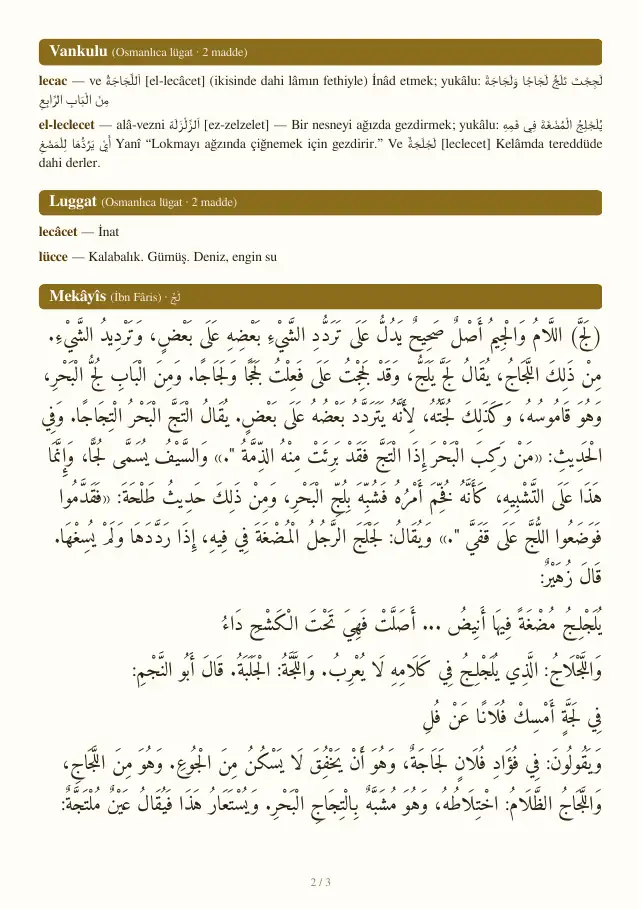 Vankulu (Osmanlıca lügat · 2 madde)
lecac — ve اَللَّجَاجَةُ [el-lecâcet] (ikisinde dahi lâmın fethiyle) İnâd etmek; yukâlu: لَجِجْتَ تَلَجُّ لَجَاجًا وَلَجَاجَةً
مِنَ الْبَابِ الرَّابِعِ
el-leclecet — alâ-vezni اَلزَّلْزَلَة [ez-zelzelet] — Bir nesneyi ağızda gezdirmek; yukâlu: يُلَجْلِجُ الْمُضْغَةَ فِي فَمِهِ
أَيْ يَرُدُّهَا لِلْمَضْغِ Yanî “Lokmayı ağzında çiğnemek için gezdirir.” Ve لَجْلَجَةٌ [leclecet] Kelâmda tereddüde
dahi derler.
Luggat (Osmanlıca lügat · 2 madde)
lecâcet — İnat
lücce — Kalabalık. Gümüş. Deniz, engin su
Mekâyîs (İbn Fâris) · لَجَّ
(لَجَّ) اللَّامُ وَالْجِيمُ أَصْلٌ صَحِيحٌ يَدُلُّ عَلَى تَرَدُّدِ الشَّيْءِ بَعْضِهِ عَلَى بَعْضٍ، وَتَرْدِيدُ الشَّيْءِ.
مِنْ ذَلِكَ اللَّجَاجُ، يُقَالُ لَجَّ يَلَجُّ، وَقَدْ لَجِجْتُ عَلَى فَعِلْتُ لَجَجًا وَلَجَاجًا. وَمِنَ الْبَابِ لُجُّ الْبَحْرِ،
وَهُوَ قَامُوسُهُ، وَكَذَلِكَ لُجَّتُهُ، لِأَنَّهُ يَتَرَدَّدُ بَعْضُهُ عَلَى بَعْضٍ. يُقَالُ الْتَجَّ الْبَحْرُ الْتِجَاجًا. وَفِي
الْحَدِيثِ: «مَنْ رَكِبَ الْبَحْرَ إِذَا الْتَجَّ فَقَدْ بَرِئَتْ مِنْهُ الذِّمَّةُ ".» وَالسَّيْفُ يُسَمَّى لُجًّا، وَإِنَّمَا
هَذَا عَلَى التَّشْبِيهِ، كَأَنَّهُ فُخِّمَ أَمْرُهُ فَشُبِّهَ بِلُجِّ الْبَحْرِ، وَمِنْ ذَلِكَ حَدِيثُ طَلْحَةَ: «فَقَدَّمُوا
فَوَضَعُوا اللُّجَّ عَلَى قَفَيَّ ".» وَيُقَالُ: لَجْلَجَ الرَّجُلُ الْمُضْغَةَ فِي فِيهِ، إِذَا رَدَّدَهَا وَلَمْ يُسِغْهَا.
قَالَ زُهَيْرٌ:
يُلَجْلِجُ مُضْغَةً فِيهَا أَنِيضُ ... أَصَلَّتْ فَهِيَ تَحْتَ الْكَشْحِ دَاءُ
وَاللَّجْلَاجُ: الَّذِي يُلَجْلِجُ فِي كَلَامِهِ لَا يُعْرِبُ. وَاللَّجَّةُ: الْجَلَبَةُ. قَالَ أَبُو النَّجْمِ:
فِي لَجَّةٍ أَمْسِكْ فُلَانًا عَنْ فُلِ
وَيَقُولُونَ: فِي فُؤَادِ فُلَانٍ لَجَاجَةٌ، وَهُوَ أَنْ يَخْفُقَ لَا يَسْكُنُ مِنَ الْجُوعِ. وَهُوَ مِنَ اللَّجَاجِ،
وَاللَّجَاجُ الظَّلَامُ: اخْتِلَاطُهُ، وَهُوَ مُشَبَّهٌ بِالْتِجَاجِ الْبَحْرِ. وَيُسْتَعَارُ هَذَا فَيُقَالُ عَيْنٌ مُلْتَجَّةٌ:
2 / 3